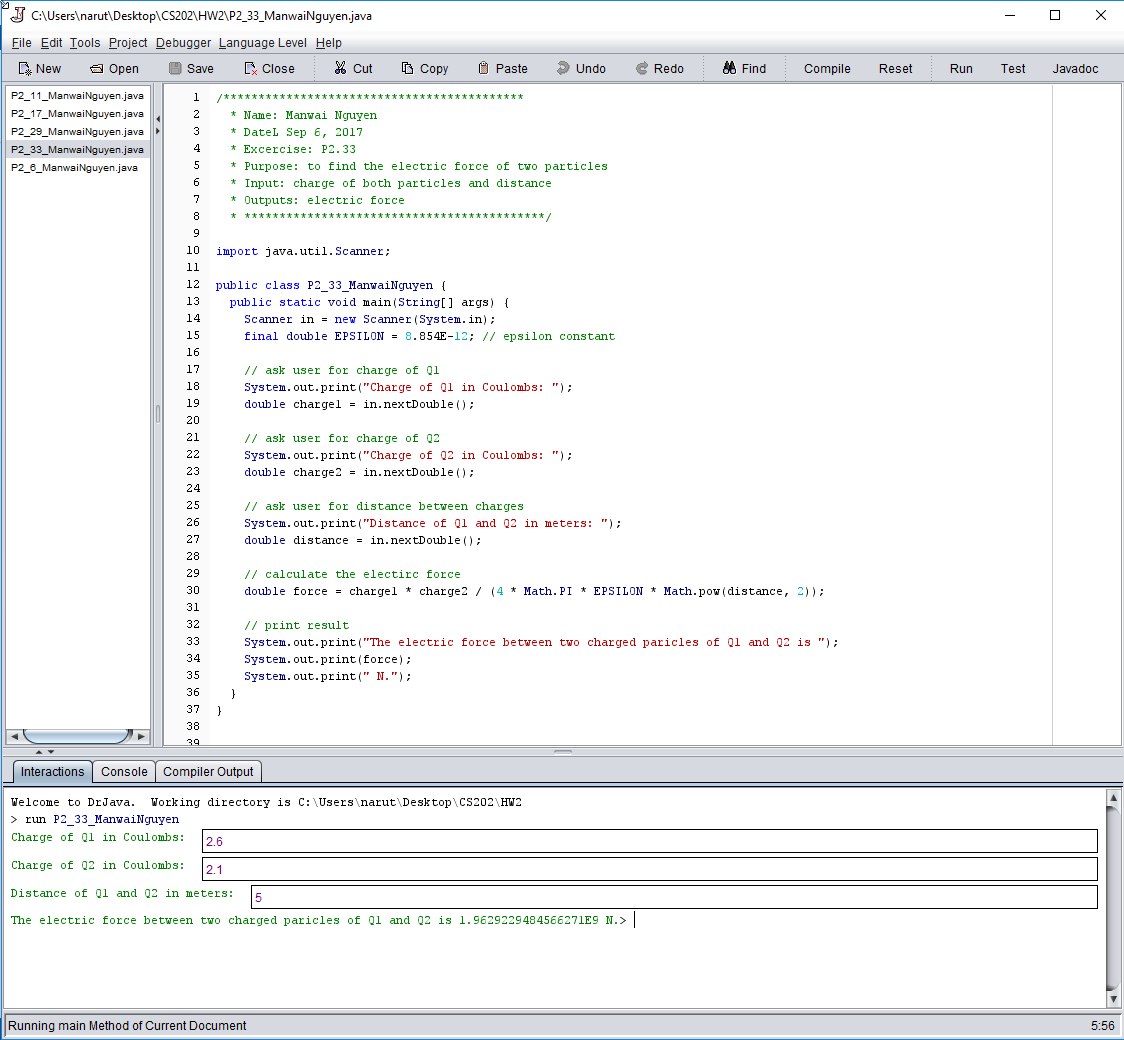 C:\Users\narut\Desktop\CS202\HW2\P2_33_ManwaiNguyen.java
File Edit Tools Project Debugger Language Level Help
New Open Save Close Cut Copy Paste Undo Redo Find Compile Reset Run Test Javadoc
P2_11_ManwaiNguyen.java
P2_17_ManwaiNguyen.java
P2_29_ManwaiNguyen.java
P2_33_ManwaiNguyen.java
P2_6_ManwaiNguyen.java
1 /*******************************************
2 * Name: Manwai Nguyen
3 * DateL Sep 6, 2017
4 * Excercise: P2.33
5 * Purpose: to find the electric force of two particles
6 * Input: charge of both particles and distance
7 * Outputs: electric force
8 * *******************************************/
9
10 import java.util.Scanner;
11
12 public class P2_33_ManwaiNguyen {
13 public static void main(String[] args) {
14 Scanner in = new Scanner(System.in);
15 final double EPSILON = 8.854E-12; // epsilon constant
16
17 // ask user for charge of Q1
18 System.out.print("Charge of Q1 in Coulombs: ");
19 double charge1 = in.nextDouble();
20
21 // ask user for charge of Q2
22 System.out.print("Charge of Q2 in Coulombs: ");
23 double charge2 = in.nextDouble();
24
25 // ask user for distance between charges
26 System.out.print("Distance of Q1 and Q2 in meters: ");
27 double distance = in.nextDouble();
28
29 // calculate the electirc force
30 double force = charge1 * charge2 / (4 * Math.PI * EPSILON * Math.pow(distance, 2));
31
32 // print result
33 System.out.print("The electric force between two charged paricles of Q1 and Q2 is ");
34 System.out.print(force);
35 System.out.print(" N.");
36 }
37 }
38
39
Interactions Console Compiler Output
Welcome to DrJava. Working directory is C:\Users\narut\Desktop\CS202\HW2
> run P2_33_ManwaiNguyen
Charge of Q1 in Coulombs: 2.6
Charge of Q2 in Coulombs: 2.1
Distance of Q1 and Q2 in meters: 5
The electric force between two charged paricles of Q1 and Q2 is 1.9629229484566271E9 N.>
Running main Method of Current Document 5:56